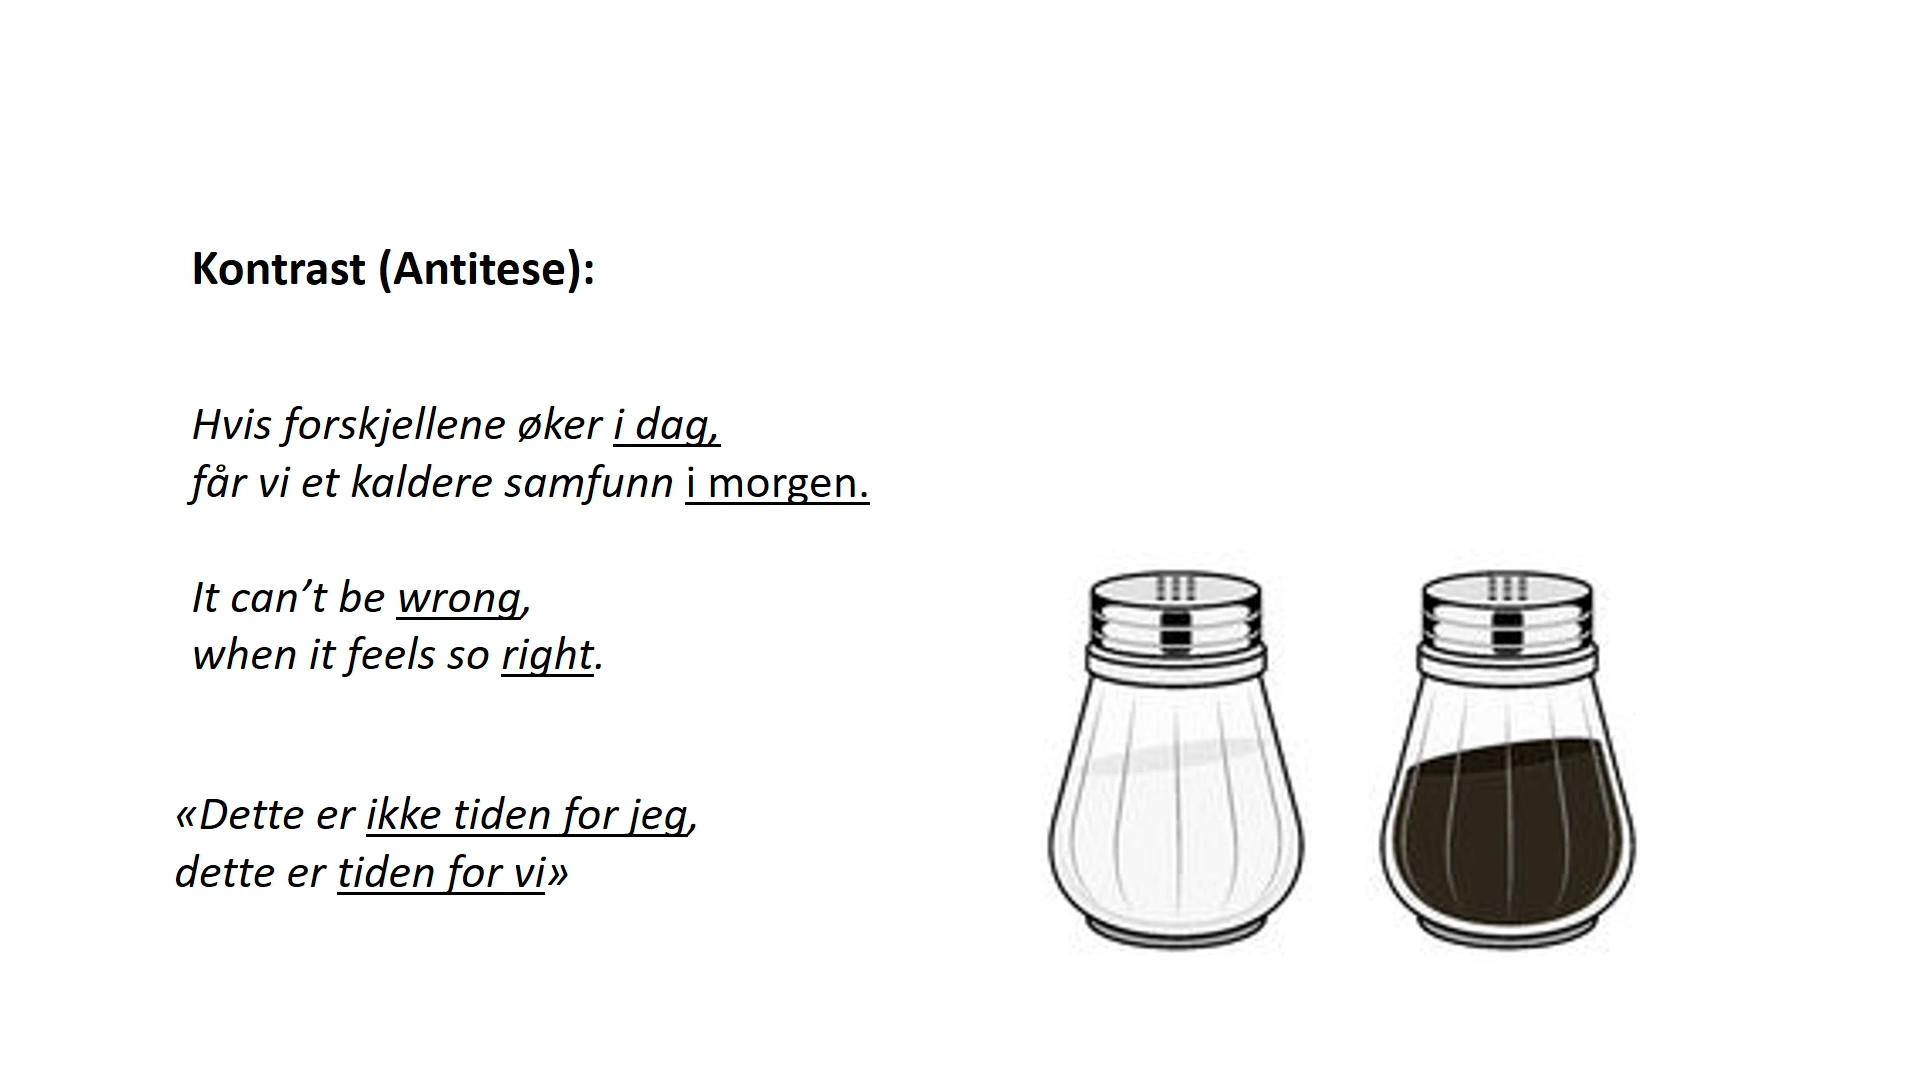 Kontrast (Antitese):
Hvis forskjellene øker i dag,
får vi et kaldere samfunn i morgen.
It can’t be wrong,
when it feels so right.
«Dette er ikke tiden for jeg,
dette er tiden for vi»